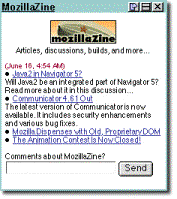 MozillaZine
mozillaZine
Articles, discussions, builds, and more...
(June 16, 4:54 AM)
• Java2 in Navigator 5?
Will Java2 be an integral part of Navigator 5?
Read more about it in this discussion...
• Communicator 4.61 Out
The latest version of Communicator is now
available. It includes security enhancements
and various bug fixes.
• Mozilla Dispenses with Old, Proprietary DOM
• The Animation Contest Is Now Closed!
Comments about MozillaZine?
Send